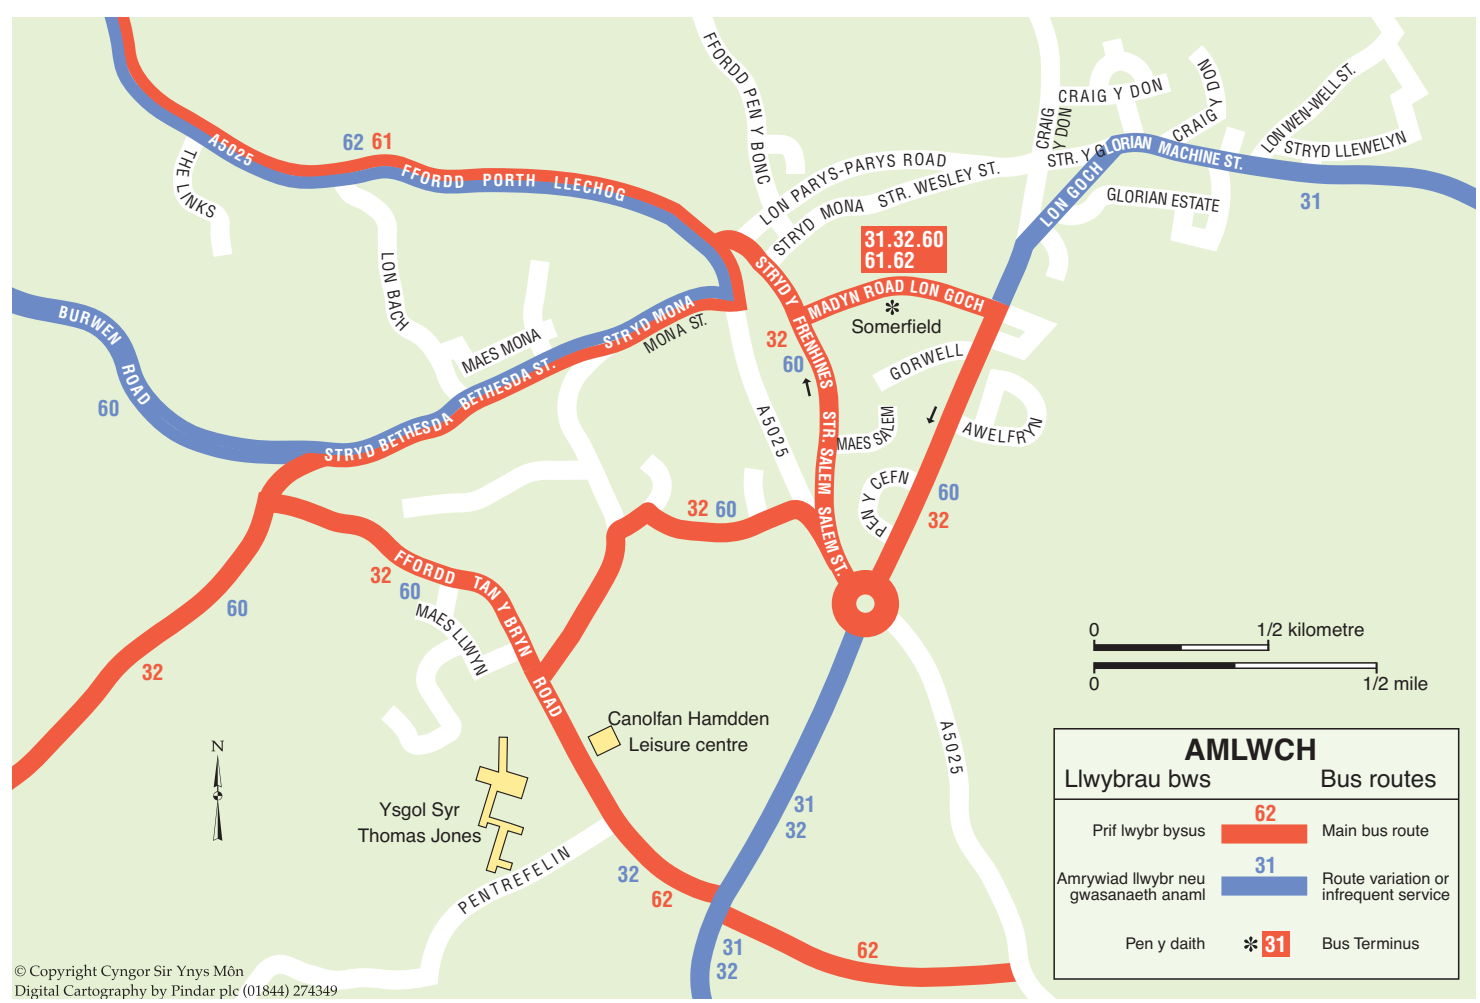 FFORDD PEN Y BONC
CRAIG Y DON
CRAIG Y DON
CRAIG
Y DON
CRAIG Y DON
LON WEN-WELL ST.
STRYD LLEWELYN
A5025
62 61
THE LINKS
FFORDD PORTH LLECHOG
LON PARYS-PARYS ROAD
STRYD MONA STR. WESLEY ST.
STR. Y GLORIAN MACHINE ST.
LON GOCH
GLORIAN ESTATE
31
31.32.60
61.62
STRYD Y FRENHINES
MADYN ROAD LON GOCH
*
Somerfield
LON BACH
BURWEN ROAD
60
MAES MONA
STRYD MONA
MONA ST.
STRYD BETHESDA BETHESDA ST.
32
60
GORWELL
A5025
STR. SALEM
SALEM ST.
MAES SALEM
AWELFRYN
PEN Y CEFN
60
32
32 60
FFORDD TAN Y BRYN ROAD
32
60
60
32
MAES LLWYN
0 1/2 kilometre
0 1/2 mile
Canolfan Hamdden
Leisure centre
N
Ysgol Syr
Thomas Jones
A5025
31
32
PENTREFELIN
32
62
31
32
62
AMLWCH
Llwybrau bws Bus routes
62
Prif lwybr bysus Main bus route
31
Amrywiad llwybr neu Route variation or
gwasanaeth anaml infrequent service
Pen y daith * 31 Bus Terminus
© Copyright Cyngor Sir Ynys Môn
Digital Cartography by Pindar plc (01844) 274349